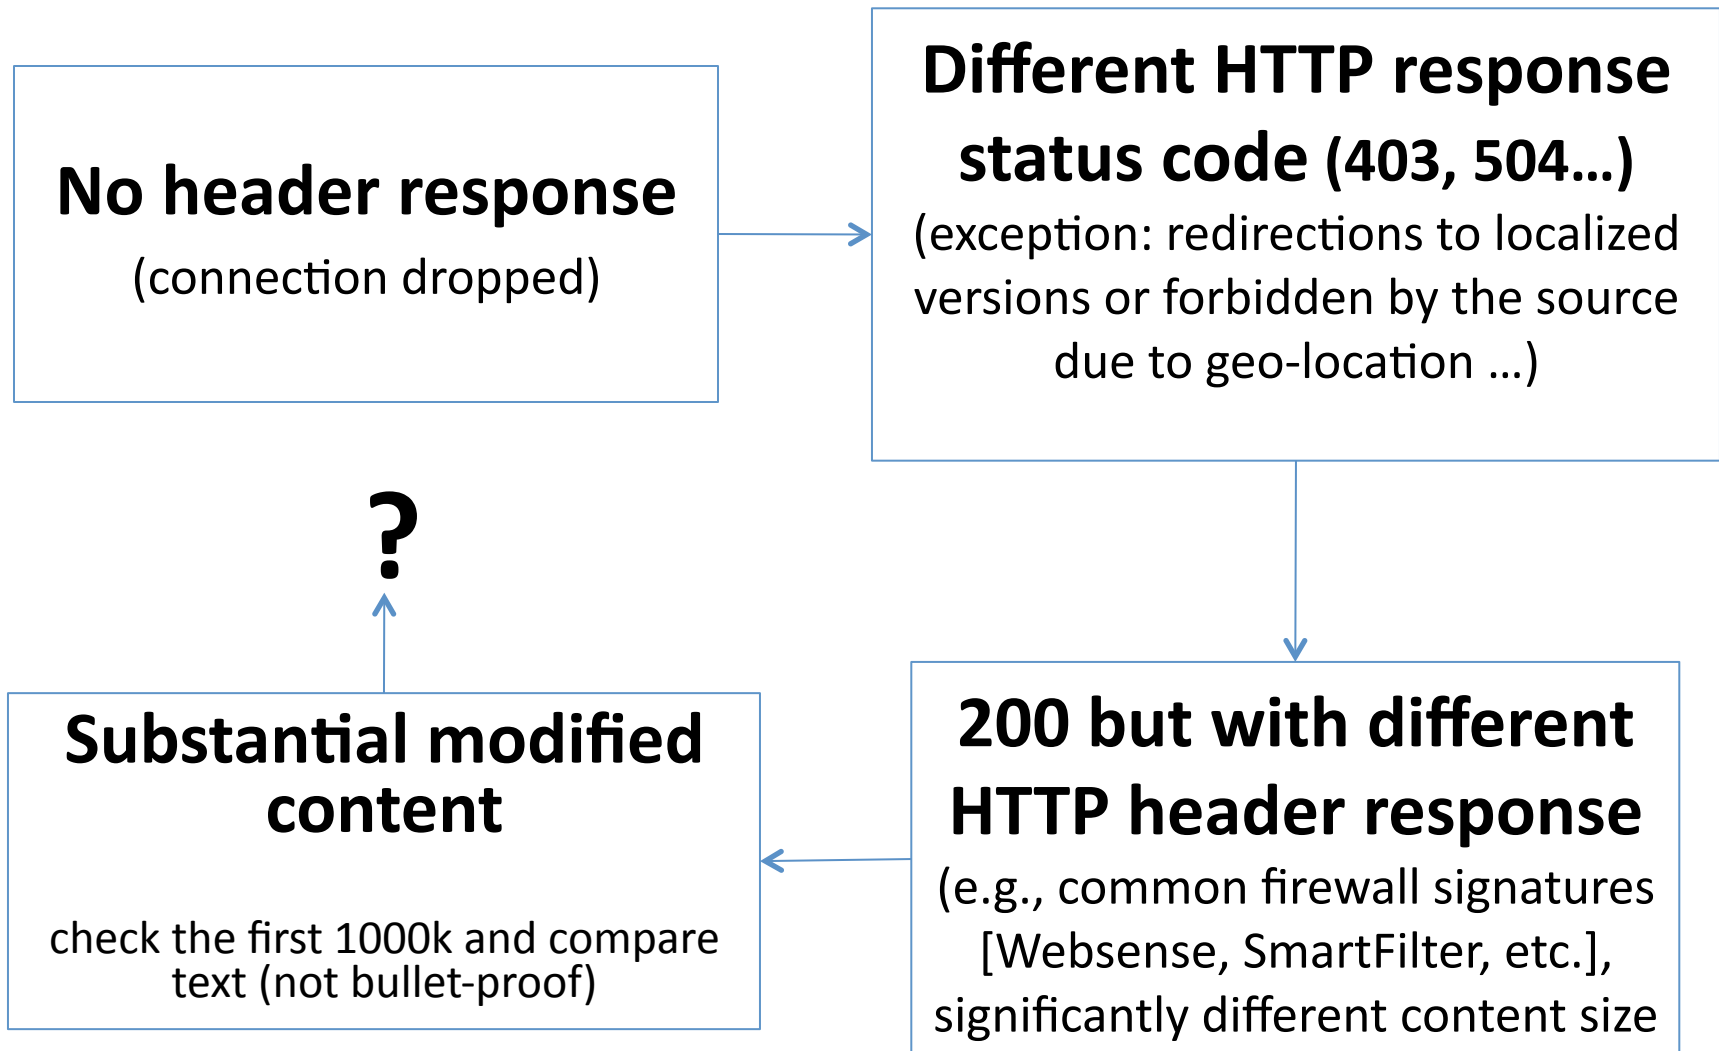 No header response
(connection dropped)
Different HTTP response
status code (403, 504…)
(exception: redirections to localized
versions or forbidden by the source
due to geo-location …)
200 but with different
HTTP header response
(e.g., common firewall signatures
[Websense, SmartFilter, etc.],
significantly different content size
Substantial modified
content
check the first 1000k and compare
text (not bullet-proof)
?